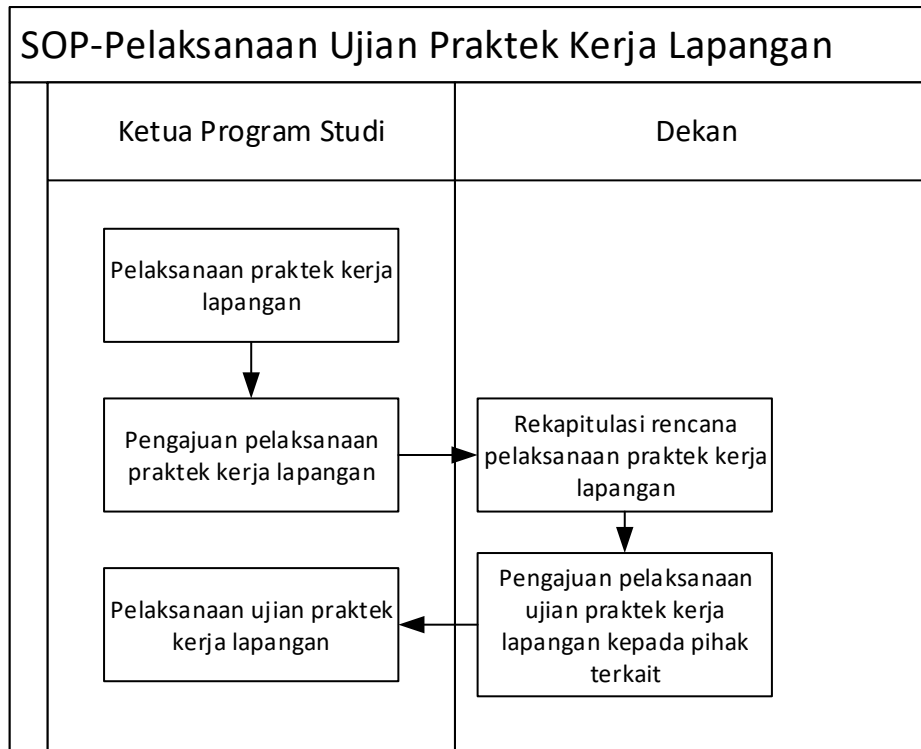 SOP-Pelaksanaan Ujian Praktek Kerja Lapangan
Ketua Program Studi
Dekan
Pelaksanaan praktek kerja
lapangan
Pengajuan pelaksanaan
praktek kerja lapangan
Rekapitulasi rencana
pelaksanaan praktek kerja
lapangan
Pengajuan pelaksanaan
ujian praktek kerja
lapangan kepada pihak
terkait
Pelaksanaan ujian praktek
kerja lapangan